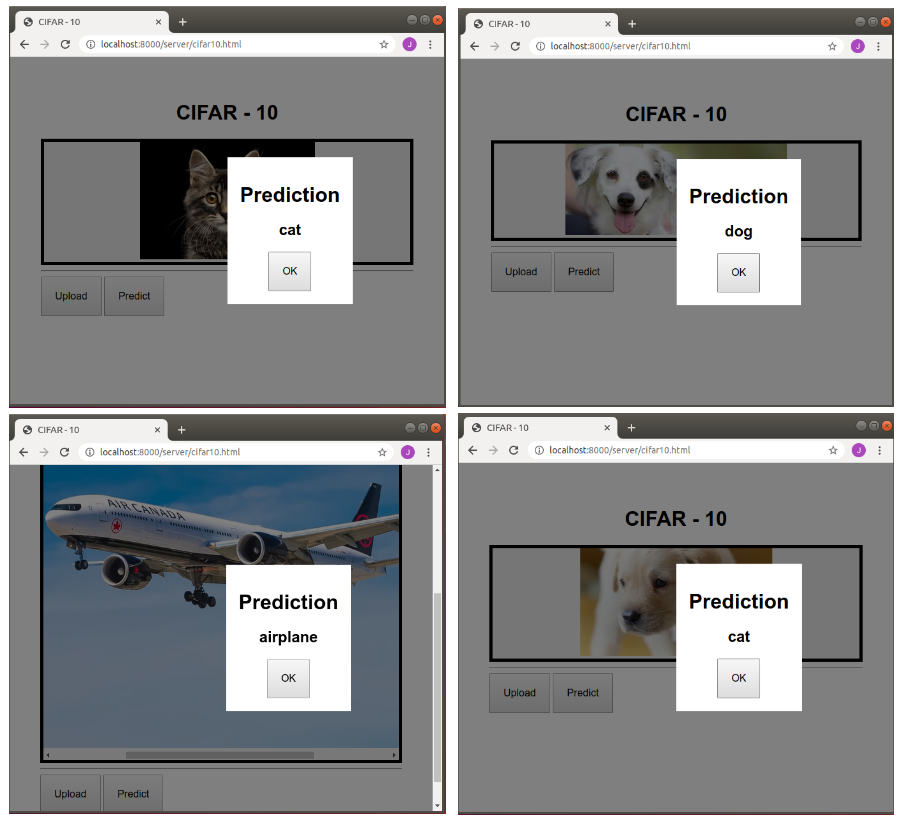 CIFAR - 10
localhost:8000/server/cifar10.html
J
CIFAR - 10
Prediction
cat
OK
Upload Predict
CIFAR - 10
localhost:8000/server/cifar10.html
J
CIFAR - 10
Prediction
dog
OK
Upload Predict
CIFAR - 10
localhost:8000/server/cifar10.html
J
AIR CANADA
Prediction
airplane
OK
Upload Predict
CIFAR - 10
localhost:8000/server/cifar10.html
J
CIFAR - 10
Prediction
cat
OK
Upload Predict